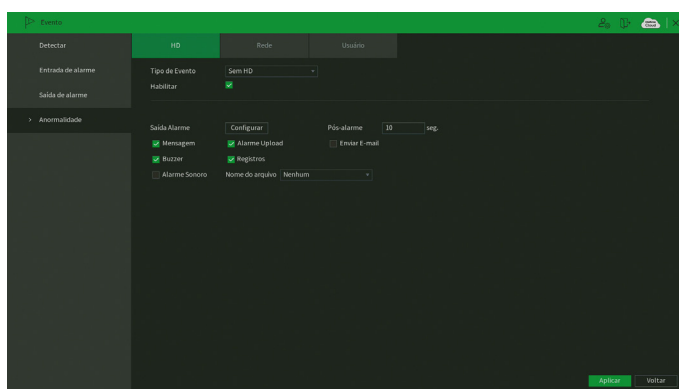 Evento
Detectar
Entrada de alarme
Saída de alarme
> Anormalidade
HD Rede Usuário
Tipo de Evento Sem HD
Habilitar
Saída Alarme Configurar Pós-alarme 10 seg.
Mensagem Alarme Upload Enviar E-mail
Buzzer Registros
Alarme Sonoro Nome do arquivo Nenhum
Aplicar Voltar